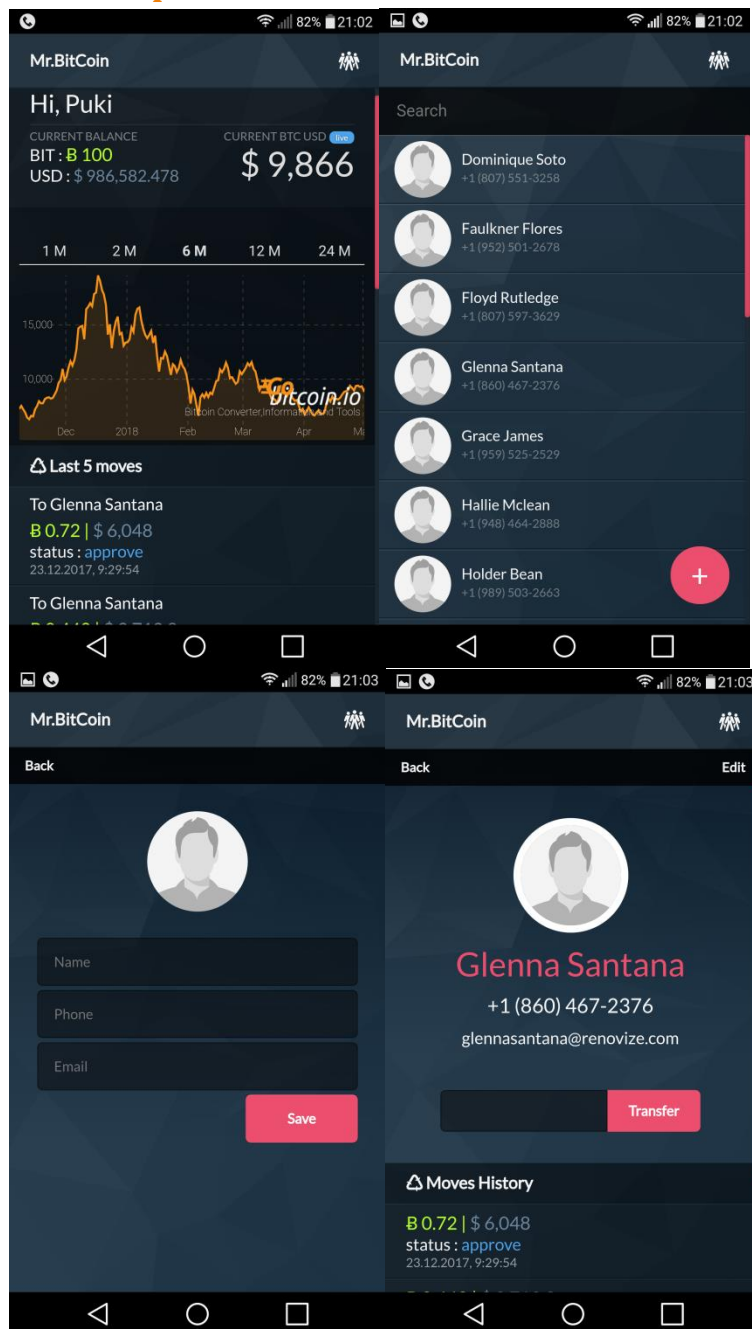 82% 21:02
Mr.BitCoin
Hi, Puki
CURRENT BALANCE
BIT : Ƀ 100
USD : $ 986,582.478
CURRENT BTC USD live
$ 9,866
1 M 2 M 6 M 12 M 24 M
15,000
10,000
Dec 2018 Feb Mar Apr
Bitcoin.io
Bitcoin Converter,Information and Tools
Last 5 moves
To Glenna Santana
Ƀ 0.72 | $ 6,048
status : approve
23.12.2017, 9:29:54
To Glenna Santana
82% 21:02
Mr.BitCoin
Search
Dominique Soto
+1 (807) 551-3258
Faulkner Flores
+1 (952) 501-2678
Floyd Rutledge
+1 (807) 597-3629
Glenna Santana
+1 (860) 467-2376
Grace James
+1 (959) 525-2529
Hallie Mclean
+1 (948) 464-2888
Holder Bean
+1 (989) 503-2663
+
82% 21:03
Mr.BitCoin
Back
Name
Phone
Email
Save
82% 21:03
Mr.BitCoin
Back Edit
Glenna Santana
+1 (860) 467-2376
glennasantana@renovize.com
Transfer
Moves History
Ƀ 0.72 | $ 6,048
status : approve
23.12.2017, 9:29:54